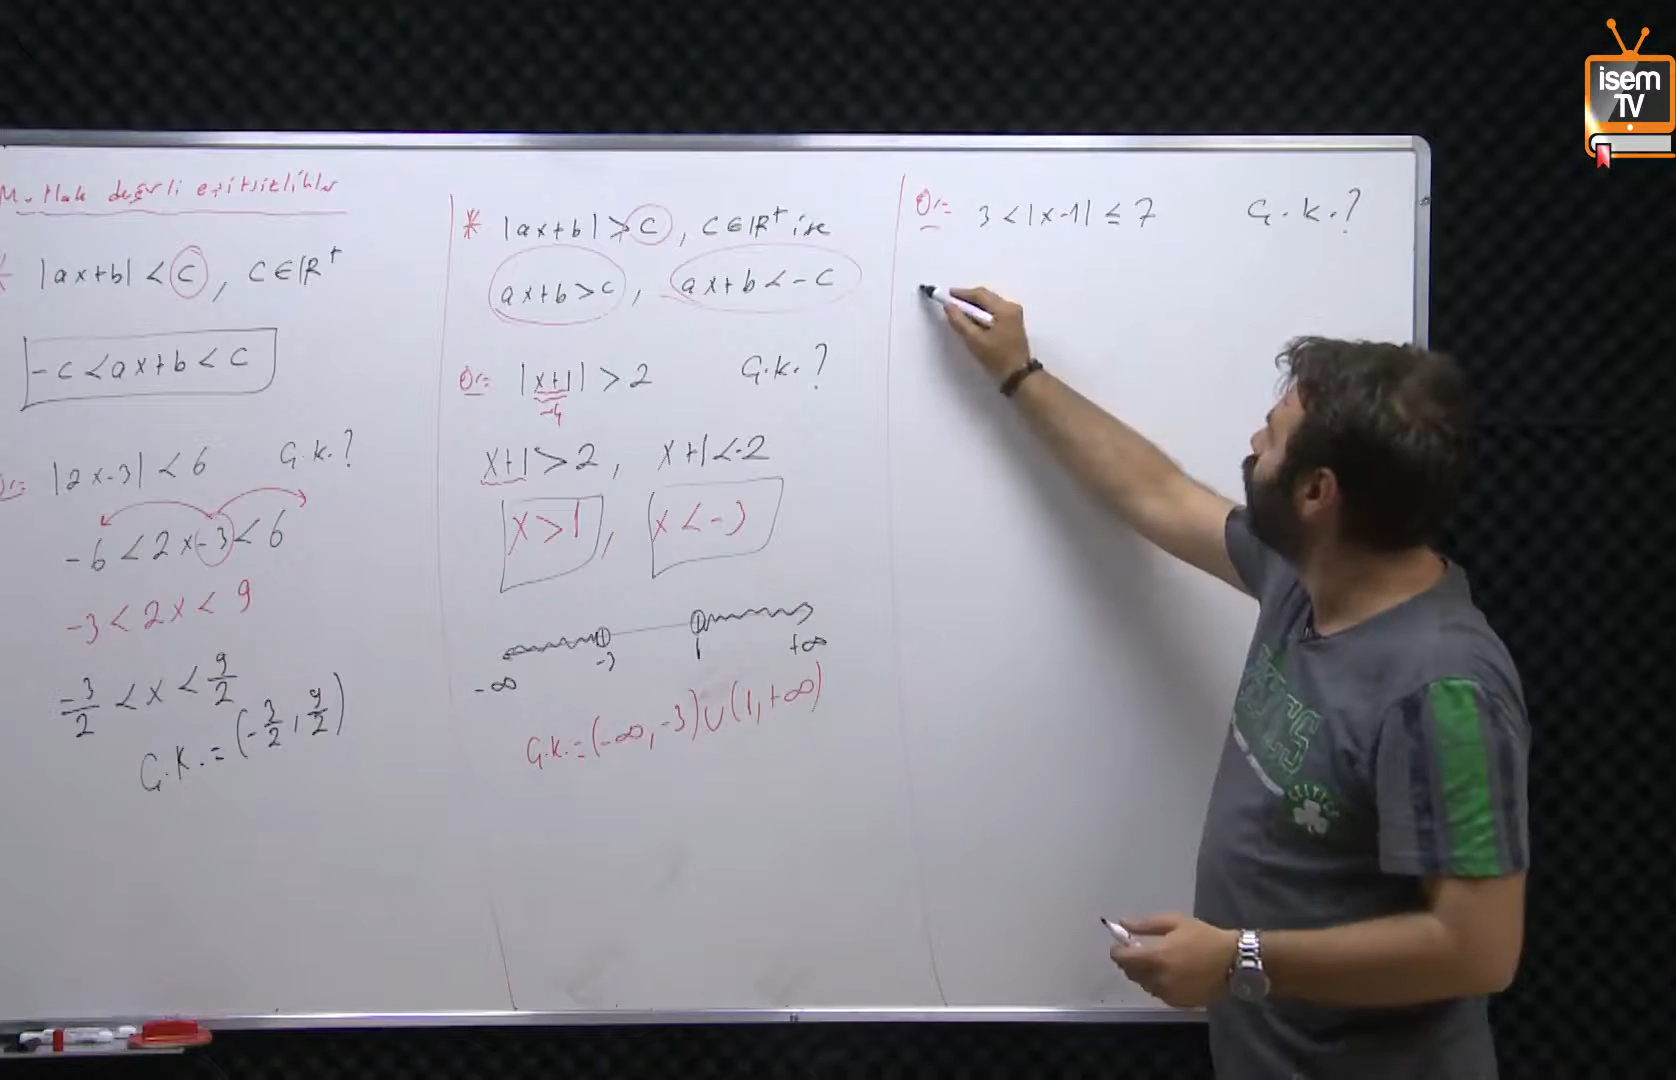 Mutlak değerli eşitsizlikler
* |ax+b| < c , c∈ℝ⁺
-c < ax+b < c
Ör: |2x-3| < 6 Ç.K.?
-6 < 2x-3 < 6
-3 < 2x < 9
-3/2 < x < 9/2
Ç.K. = (-3/2, 9/2)
* |ax+b| > c , c∈ℝ⁺ ise
ax+b > c , ax+b < -c
Ör: |x+1| > 2 Ç.K.?
-4
x+1 > 2 , x+1 < -2
x > 1 , x < -3
-∞ -3 1 +∞
Ç.K. = (-∞, -3) ∪ (1, +∞)
Ör: 3 < |x-1| ≤ 7 Ç.K.?
isem
TV
CELTICS